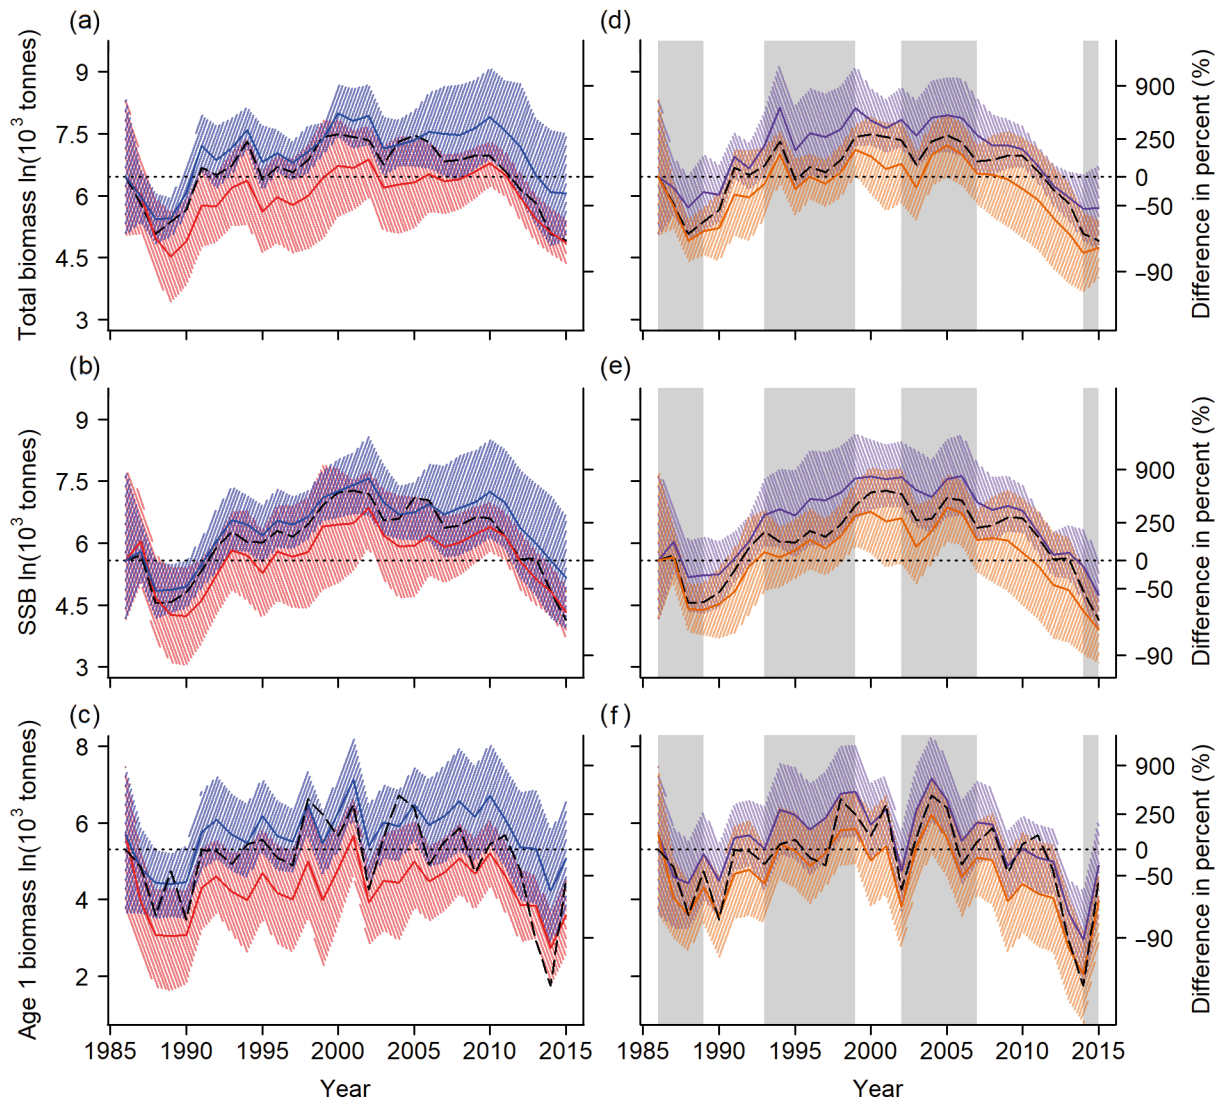 (a)
(d)
Total biomass ln(10³ tonnes)
9
7.5
6
4.5
3
900
250
0
−50
−90
Difference in percent (%)
(b)
(e)
SSB ln(10³ tonnes)
9
7.5
6
4.5
3
900
250
0
−50
−90
Difference in percent (%)
(c)
(f)
Age 1 biomass ln(10³ tonnes)
8
6
4
2
900
250
0
−50
−90
Difference in percent (%)
1985 1990 1995 2000 2005 2010 2015
1985 1990 1995 2000 2005 2010 2015
Year
Year